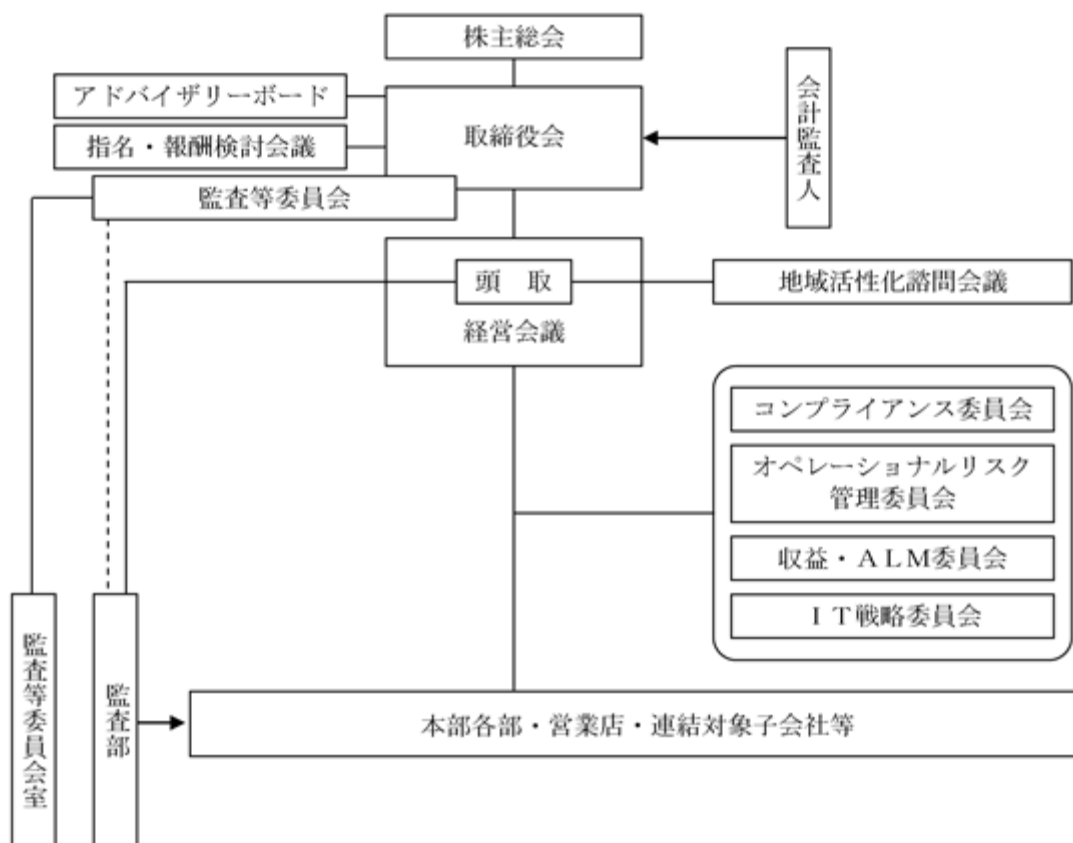 株主総会
アドバイザリーボード
指名・報酬検討会議
取締役会
会計監査人
監査等委員会
頭　取
経営会議
地域活性化諮問会議
コンプライアンス委員会
オペレーショナルリスク
管理委員会
収益・ＡＬＭ委員会
ＩＴ戦略委員会
監査等委員会室
監査部
本部各部・営業店・連結対象子会社等